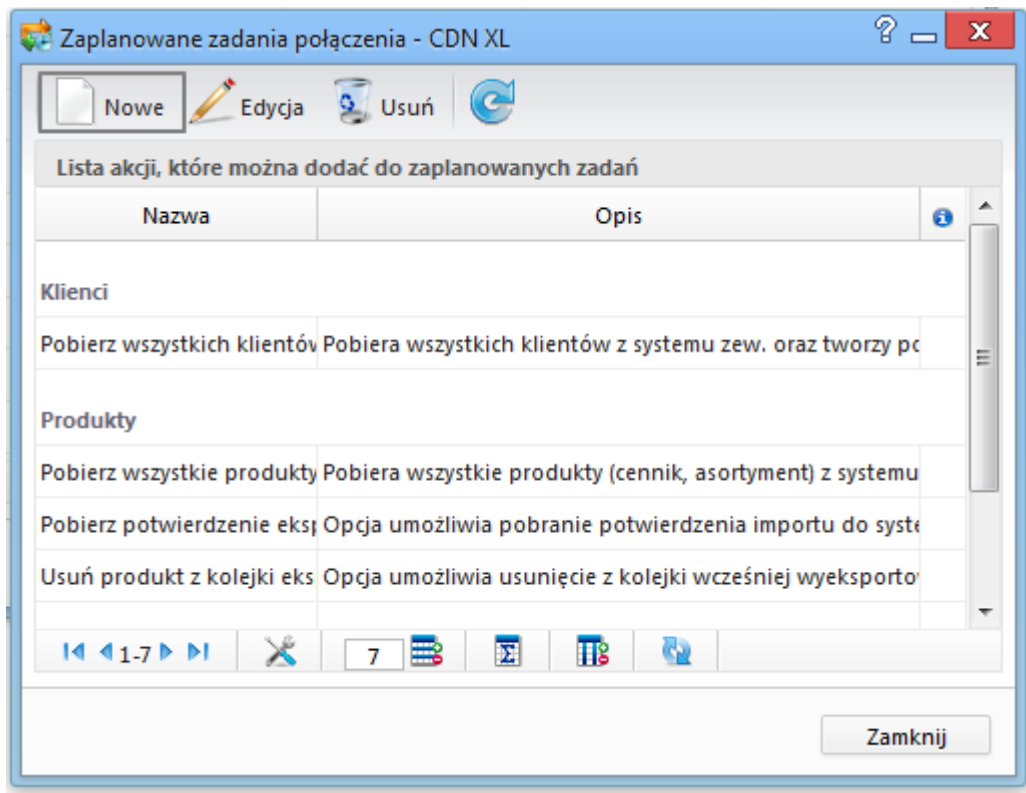 Zaplanowane zadania połączenia - CDN XL
Nowe Edycja Usuń
Lista akcji, które można dodać do zaplanowanych zadań
Nazwa Opis
Klienci
Pobierz wszystkich klientów Pobiera wszystkich klientów z systemu zew. oraz tworzy po
Produkty
Pobierz wszystkie produkty Pobiera wszystkie produkty (cennik, asortyment) z systemu
Pobierz potwierdzenie eksp Opcja umożliwia pobranie potwierdzenia importu do syste
Usuń produkt z kolejki eks Opcja umożliwia usunięcie z kolejki wcześniej wyeksporto
1-7 7
Zamknij